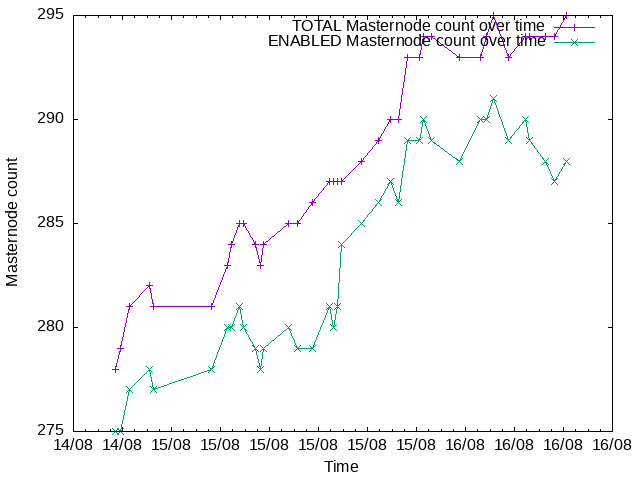 TOTAL Masternode count over time
ENABLED Masternode count over time
295
290
285
280
275
Masternode count
14/08 14/08 15/08 15/08 15/08 15/08 15/08 15/08 16/08 16/08 16/08 16/08
Time